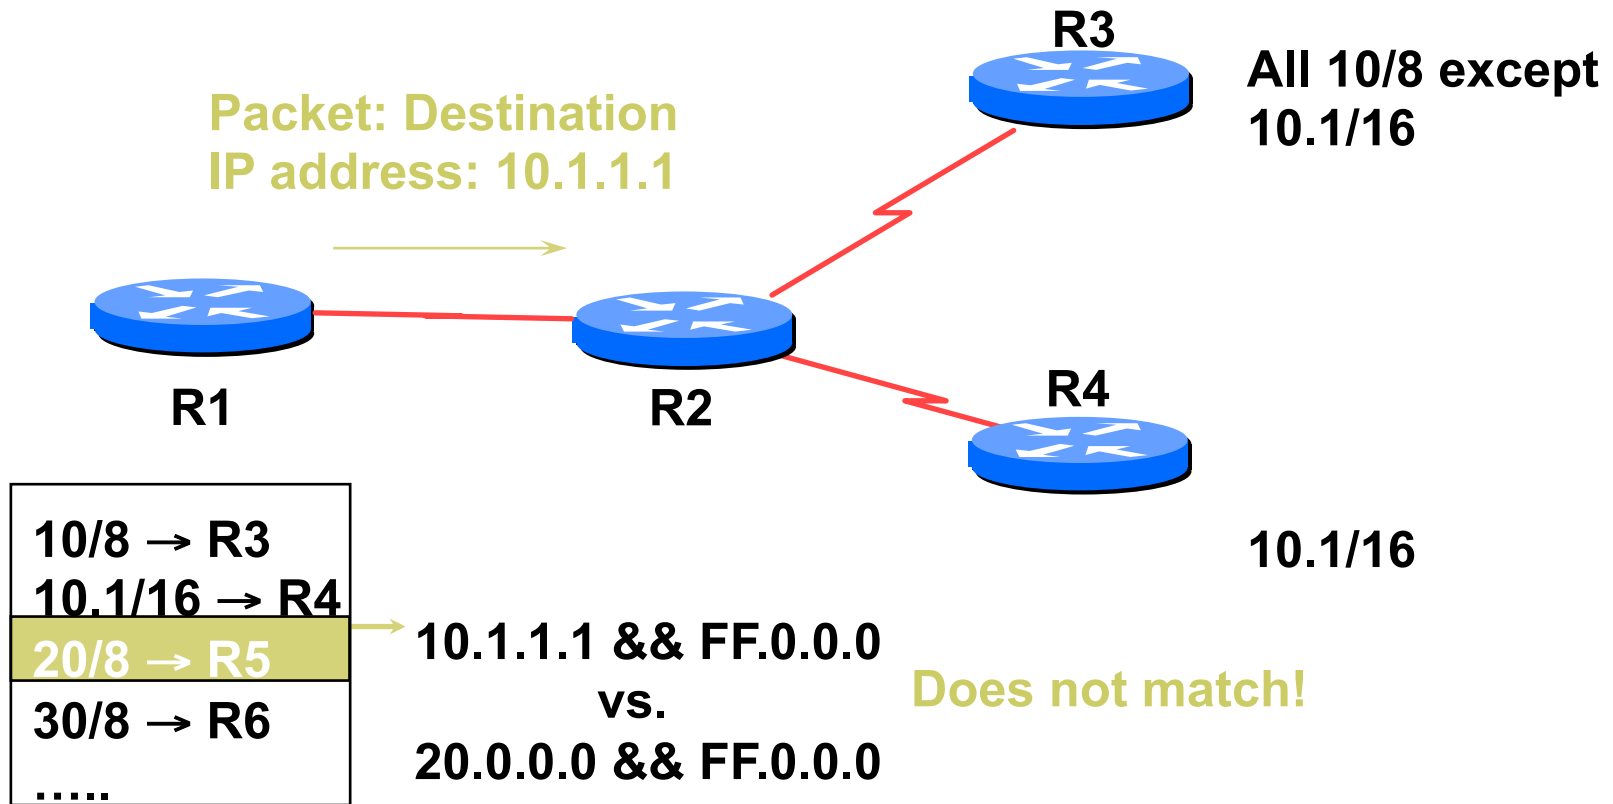 R3
All 10/8 except
10.1/16
Packet: Destination
IP address: 10.1.1.1
R1
R2
R4
10.1/16
10/8 → R3
10.1/16 → R4
20/8 → R5
30/8 → R6
…..
10.1.1.1 && FF.0.0.0
vs.
20.0.0.0 && FF.0.0.0
Does not match!